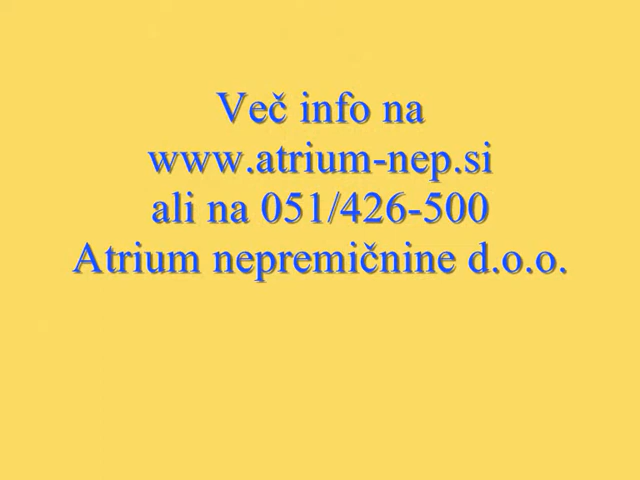 Več info na
www.atrium-nep.si
ali na 051/426-500
Atrium nepremičnine d.o.o.